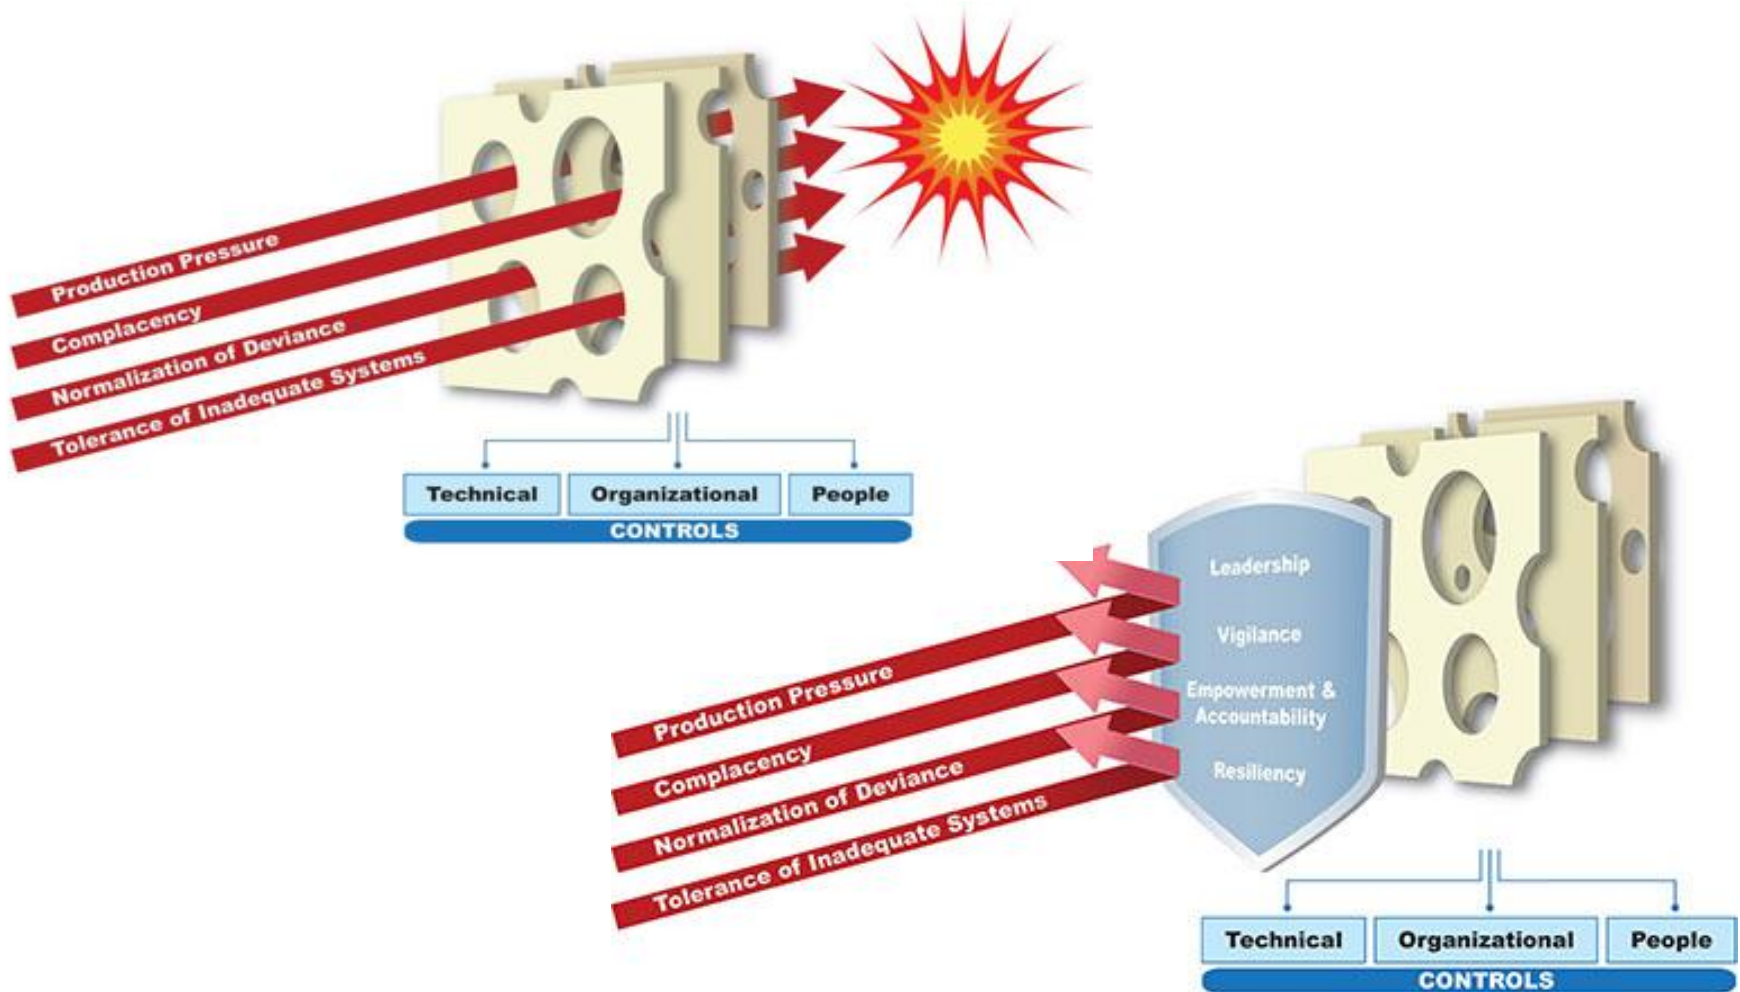 Production Pressure
Complacency
Normalization of Deviance
Tolerance of Inadequate Systems
Technical
Organizational
People
CONTROLS
Leadership
Vigilance
Empowerment &
Accountability
Resiliency
Production Pressure
Complacency
Normalization of Deviance
Tolerance of Inadequate Systems
Technical
Organizational
People
CONTROLS